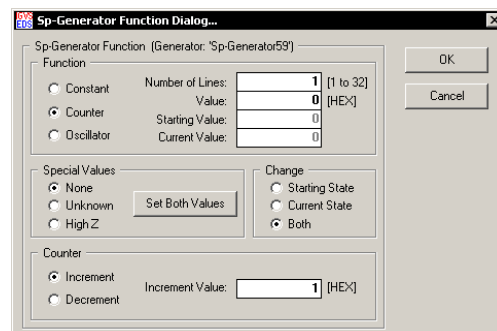 GVS EDS Sp-Generator Function Dialog...
Sp-Generator Function (Generator: 'Sp-Generator59')
Function
Constant
Counter
Oscillator
Number of Lines: 1 [1 to 32]
Value: 0 [HEX]
Starting Value: 0
Current Value: 0
OK
Cancel
Special Values
None
Unknown
High Z
Set Both Values
Change
Starting State
Current State
Both
Counter
Increment
Decrement
Increment Value: 1 [HEX]